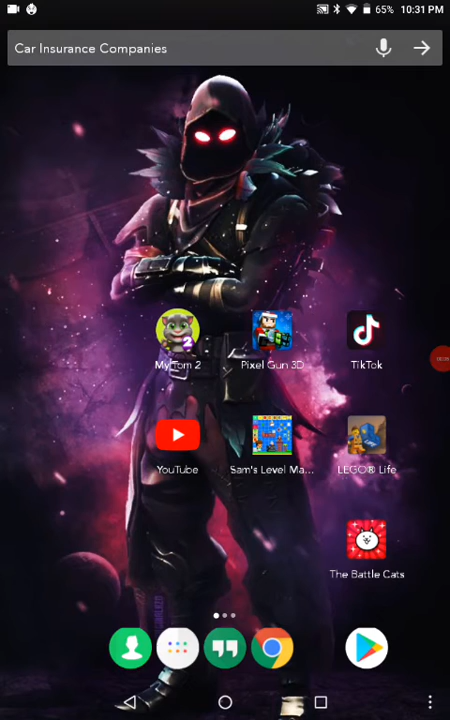 65% 10:31 PM
Car Insurance Companies
My Tom 2
Pixel Gun 3D
TikTok
YouTube
Sam's Level Ma...
LEGO® Life
The Battle Cats